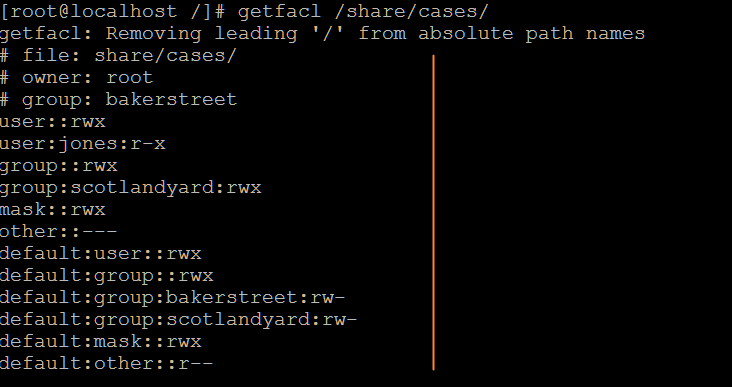 [root@localhost /]# getfacl /share/cases/
getfacl: Removing leading '/' from absolute path names
# file: share/cases/
# owner: root
# group: bakerstreet
user::rwx
user:jones:r-x
group::rwx
group:scotlandyard:rwx
mask::rwx
other::---
default:user::rwx
default:group::rwx
default:group:bakerstreet:rw-
default:group:scotlandyard:rw-
default:mask::rwx
default:other::r--